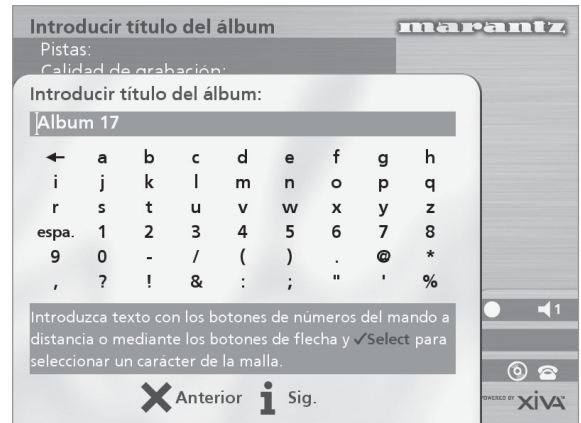 Introducir título del álbum
marantz
Pistas:
Calidad de grabación:
Introducir título del álbum:
Album 17
← a b c d e f g h
i j k l m n o p q
r s t u v w x y z
espa. 1 2 3 4 5 6 7 8
9 0 - / ( ) . @ *
, ? ! & : ; " ' %
Introduzca texto con los botones de números del mando a
distancia o mediante los botones de flecha y ✓Select para
seleccionar un carácter de la malla.
Anterior i Sig.
1
POWERED BY XiVA™